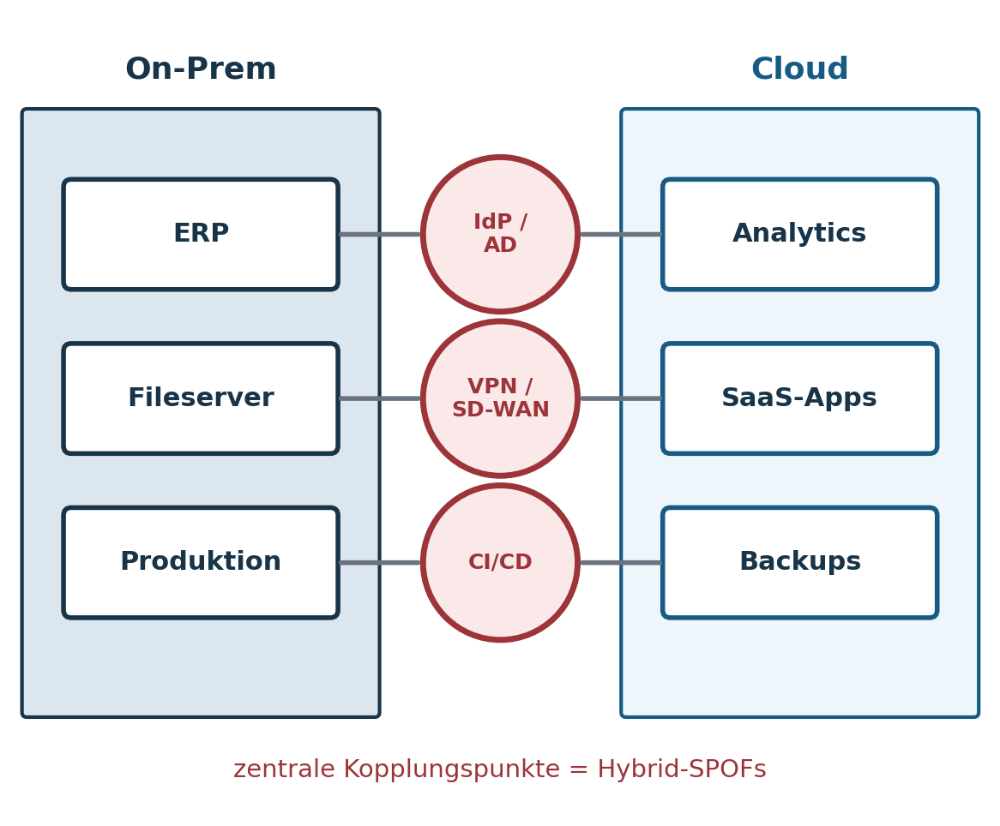 On-Prem
Cloud
ERP
IdP /
AD
Analytics
Fileserver
VPN /
SD-WAN
SaaS-Apps
Produktion
CI/CD
Backups
zentrale Kopplungspunkte = Hybrid-SPOFs